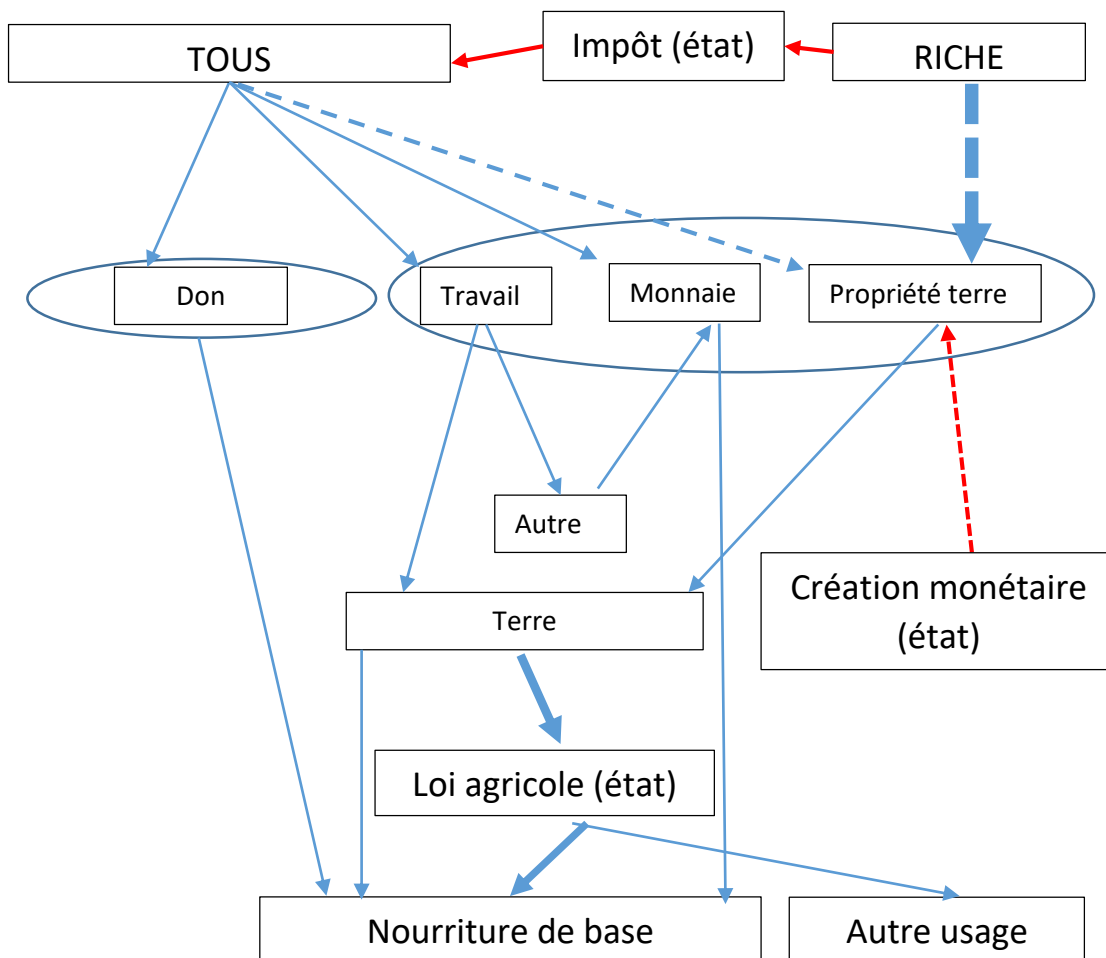 TOUS
Impôt (état)
RICHE
Don
Travail
Monnaie
Propriété terre
Autre
Création monétaire
(état)
Terre
Loi agricole (état)
Nourriture de base
Autre usage